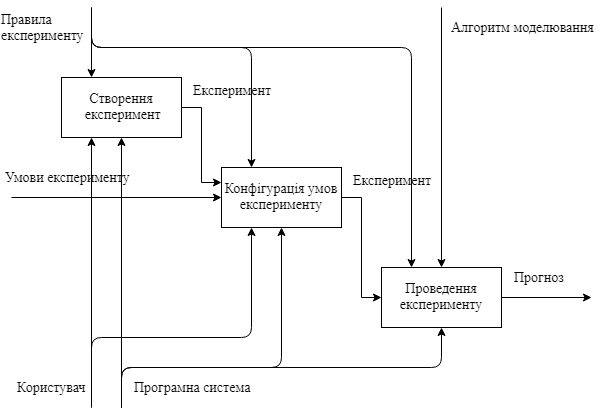 Правила
експерименту
Алгоритм моделювання
Створення
експеримент
Експеримент
Умови експерименту
Конфігурація умов
експерименту
Експеримент
Проведення
експерименту
Прогноз
Користувач
Програмна система